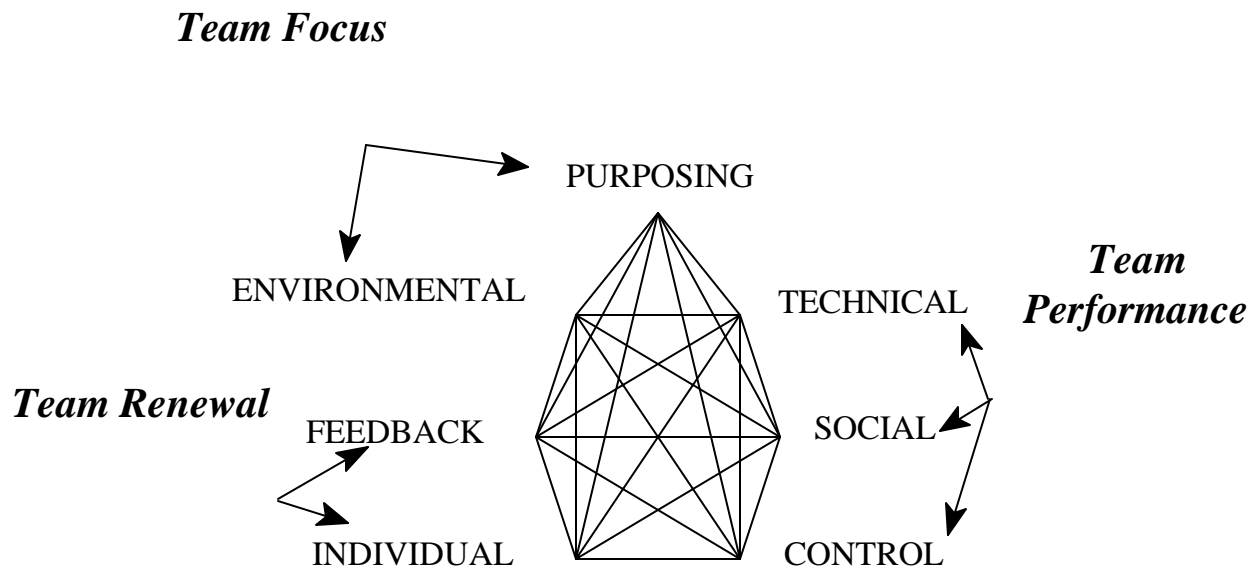 Team Focus
PURPOSING
ENVIRONMENTAL
TECHNICAL
Team
Performance
Team Renewal
FEEDBACK
SOCIAL
INDIVIDUAL
CONTROL